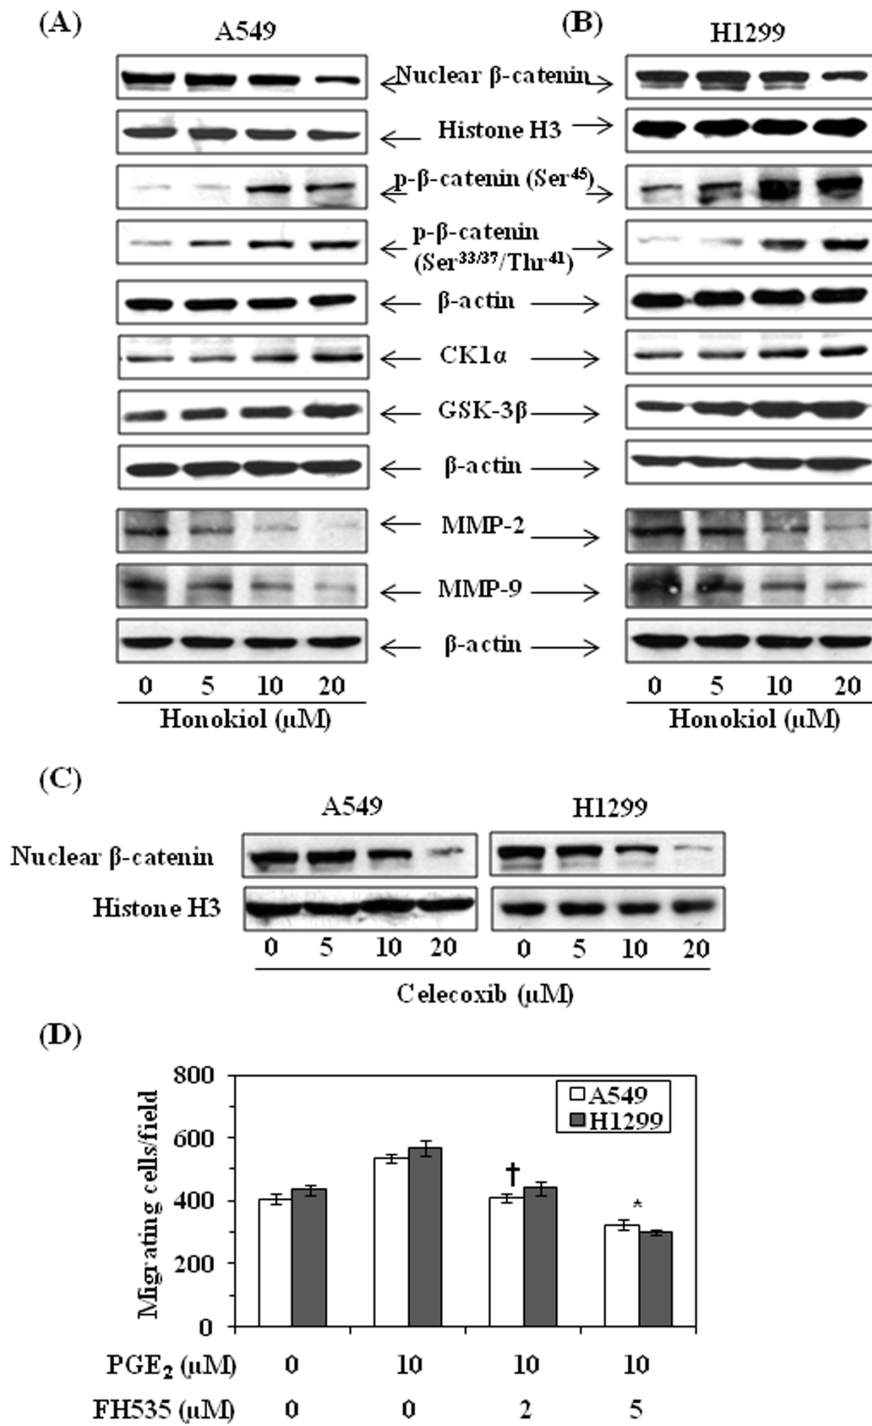 (A)
A549
(B)
H1299
Nuclear β-catenin
Histone H3
p-β-catenin (Ser⁴⁵)
p-β-catenin
(Ser³³/³⁷/Thr⁴¹)
β-actin
CK1α
GSK-3β
β-actin
MMP-2
MMP-9
β-actin
0 5 10 20
Honokiol (μM)
0 5 10 20
Honokiol (μM)
(C)
A549
H1299
Nuclear β-catenin
Histone H3
0 5 10 20
0 5 10 20
Celecoxib (μM)
(D)
Migrating cells/field
800
600
400
200
0
A549
H1299
†
*
PGE₂ (μM) 0 10 10 10
FH535 (μM) 0 0 2 5